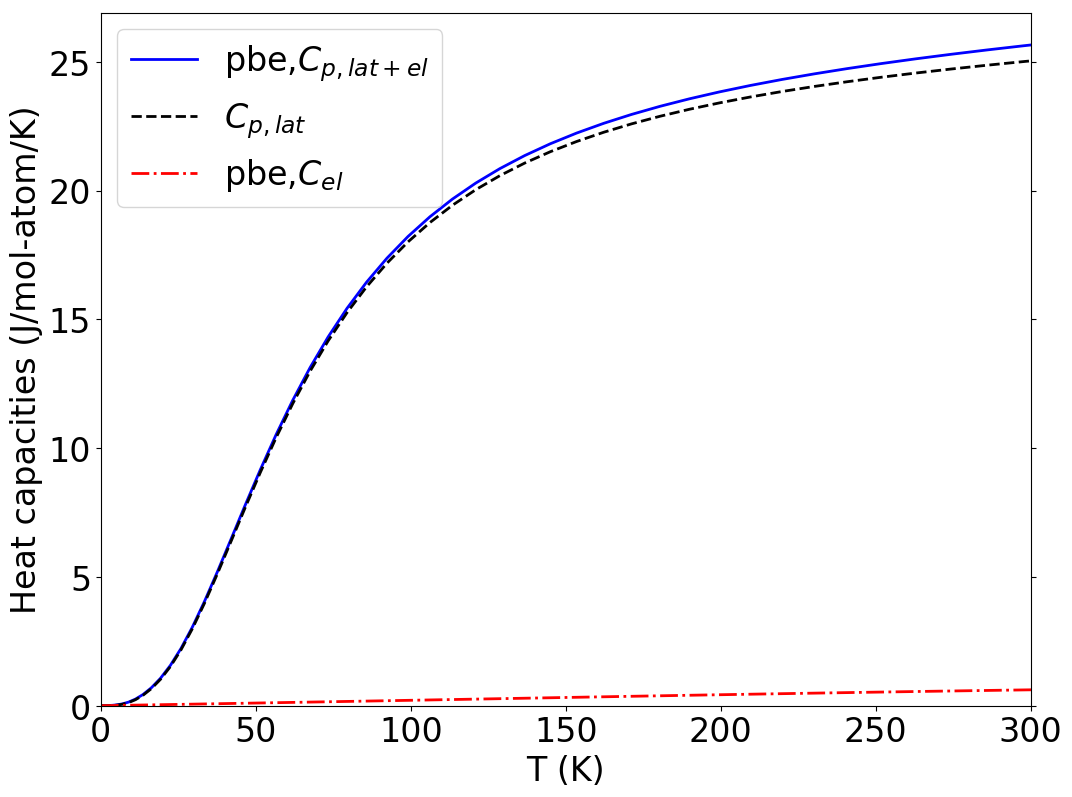 pbe,C_{p,lat+el}
C_{p,lat}
pbe,C_{el}
Heat capacities (J/mol-atom/K)
25
20
15
10
5
0
0 50 100 150 200 250 300
T (K)